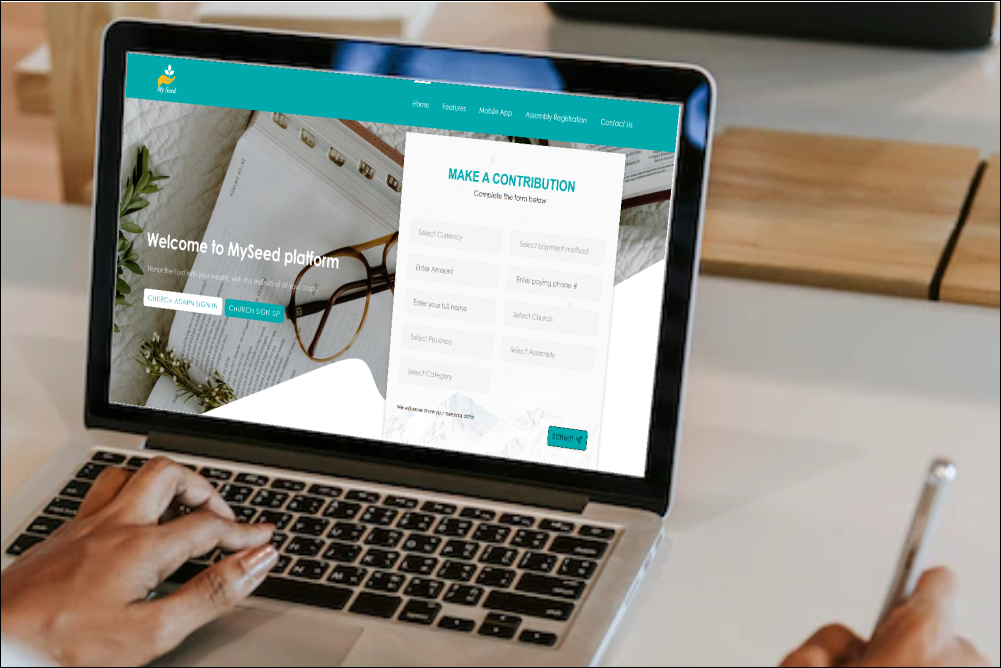 My Seed
Home
Features
Mobile App
Assembly Registration
Contact Us
Welcome to MySeed platform
Honor the Lord with your wealth, with the firstfruits of all your crops
CHURCH ADMIN SIGN IN
CHURCH SIGN UP
MAKE A CONTRIBUTION
Complete the form below
Select Currency
Select payment method
Enter Amount
Enter paying phone #
Enter your full name
Select Church
Select Province
Select Assembly
Select Category
We will never share your
SUBMIT